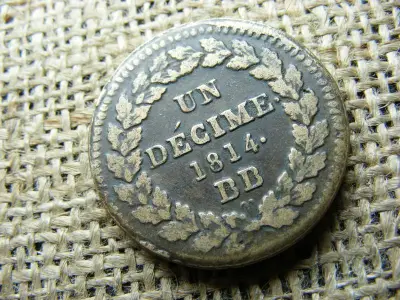 UN
DÉCIME.
1814.
BB